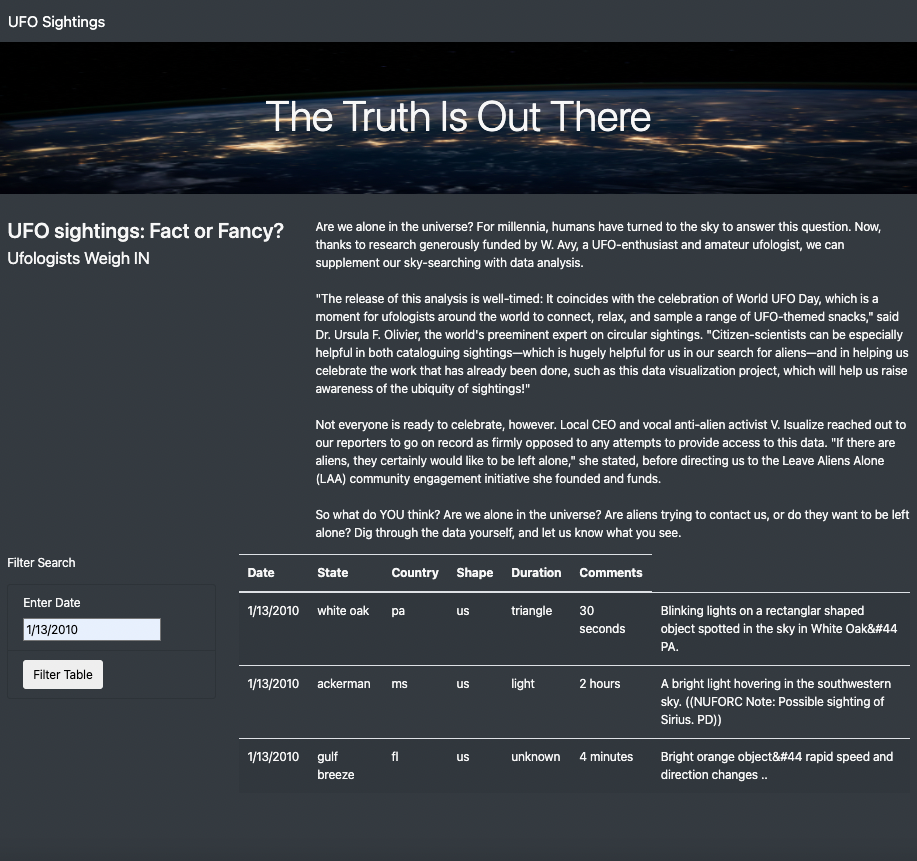 UFO Sightings
The Truth Is Out There
UFO sightings: Fact or Fancy?
Ufologists Weigh IN
Are we alone in the universe? For millennia, humans have turned to the sky to answer this question. Now,
thanks to research generously funded by W. Avy, a UFO-enthusiast and amateur ufologist, we can
supplement our sky-searching with data analysis.
"The release of this analysis is well-timed: It coincides with the celebration of World UFO Day, which is a
moment for ufologists around the world to connect, relax, and sample a range of UFO-themed snacks," said
Dr. Ursula F. Olivier, the world's preeminent expert on circular sightings. "Citizen-scientists can be especially
helpful in both cataloguing sightings—which is hugely helpful for us in our search for aliens—and in helping us
celebrate the work that has already been done, such as this data visualization project, which will help us raise
awareness of the ubiquity of sightings!"
Not everyone is ready to celebrate, however. Local CEO and vocal anti-alien activist V. Isualize reached out to
our reporters to go on record as firmly opposed to any attempts to provide access to this data. "If there are
aliens, they certainly would like to be left alone," she stated, before directing us to the Leave Aliens Alone
(LAA) community engagement initiative she founded and funds.
So what do YOU think? Are we alone in the universe? Are aliens trying to contact us, or do they want to be left
alone? Dig through the data yourself, and let us know what you see.
Filter Search
Enter Date
1/13/2010
Filter Table
Date State Country Shape Duration Comments
1/13/2010 white oak pa us triangle 30 Blinking lights on a rectanglar shaped
seconds object spotted in the sky in White Oak&#44
PA.
1/13/2010 ackerman ms us light 2 hours A bright light hovering in the southwestern
sky. ((NUFORC Note: Possible sighting of
Sirius. PD))
1/13/2010 gulf fl us unknown 4 minutes Bright orange object&#44 rapid speed and
breeze direction changes ..